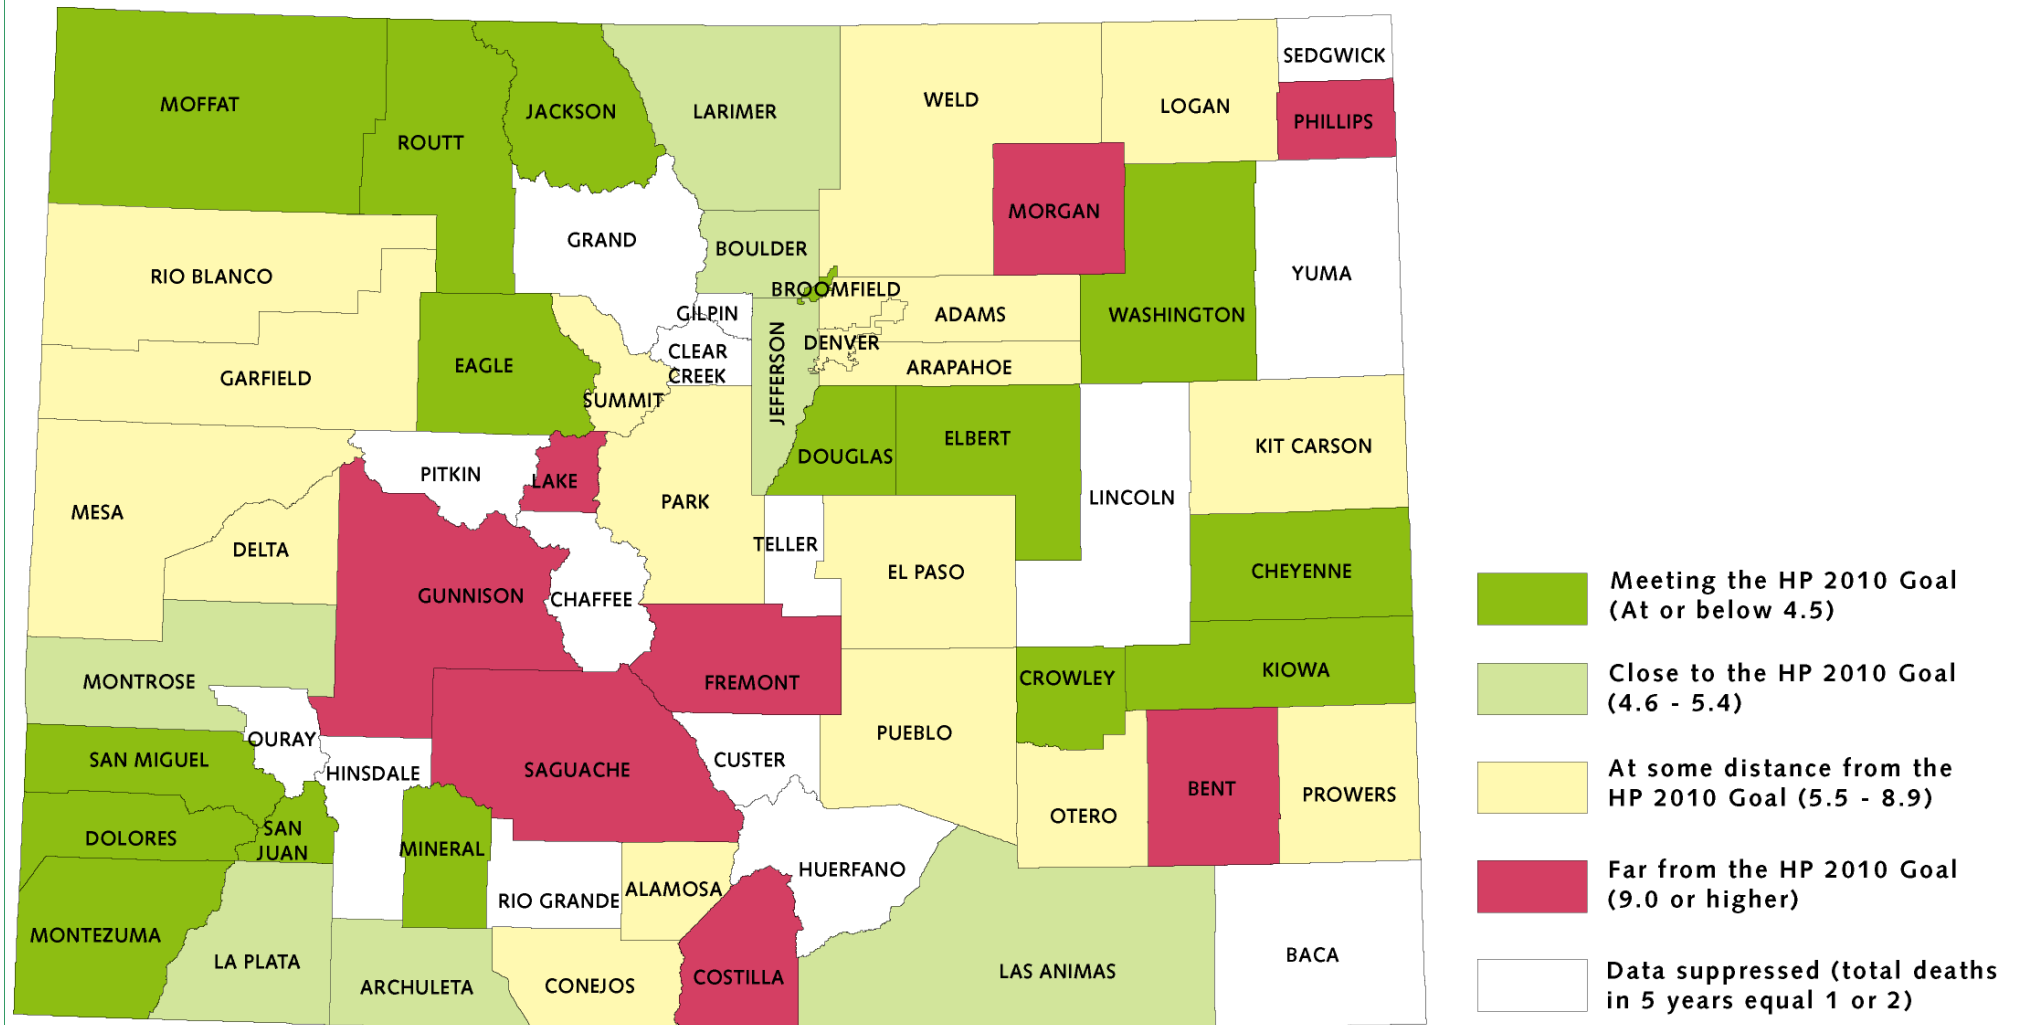 SEDGWICK
MOFFAT
JACKSON
LARIMER
WELD
LOGAN
PHILLIPS
ROUTT
MORGAN
GRAND
BOULDER
RIO BLANCO
YUMA
BROOMFIELD
GILPIN
ADAMS
WASHINGTON
DENVER
CLEAR
CREEK
EAGLE
ARAPAHOE
GARFIELD
JEFFERSON
SUMMIT
ELBERT
KIT CARSON
DOUGLAS
PITKIN
LAKE
PARK
LINCOLN
MESA
DELTA
TELLER
EL PASO
CHEYENNE
GUNNISON
CHAFFEE
MONTROSE
FREMONT
CROWLEY
KIOWA
OURAY
PUEBLO
SAN MIGUEL
HINSDALE
SAGUACHE
CUSTER
BENT
PROWERS
OTERO
DOLORES
SAN
JUAN
MINERAL
HUERFANO
RIO GRANDE
ALAMOSA
MONTEZUMA
LA PLATA
ARCHULETA
CONEJOS
COSTILLA
LAS ANIMAS
BACA
Meeting the HP 2010 Goal
(At or below 4.5)
Close to the HP 2010 Goal
(4.6 - 5.4)
At some distance from the
HP 2010 Goal (5.5 - 8.9)
Far from the HP 2010 Goal
(9.0 or higher)
Data suppressed (total deaths
in 5 years equal 1 or 2)